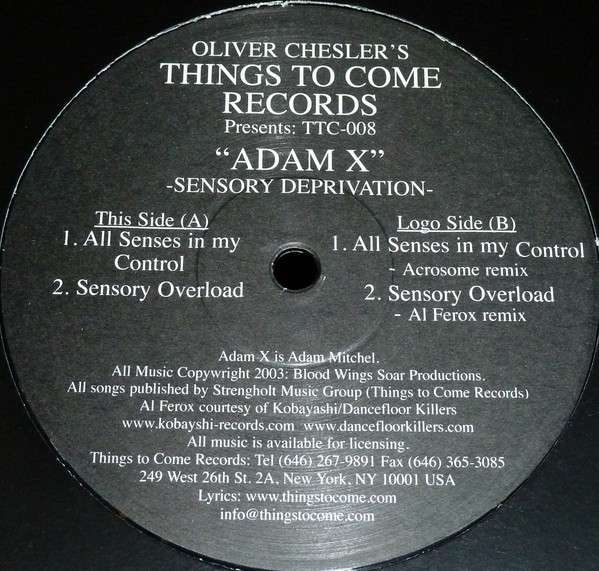 OLIVER CHESLER'S
THINGS TO COME
RECORDS
Presents: TTC-008
"ADAM X"
-SENSORY DEPRIVATION-
This Side (A)
1. All Senses in my
Control
2. Sensory Overload
Logo Side (B)
1. All Senses in my Control
- Acrosome remix
2. Sensory Overload
- Al Ferox remix
Adam X is Adam Mitchel.
All Music Copywright 2003: Blood Wings Soar Productions.
All songs published by Strengholt Music Group (Things to Come Records)
Al Ferox courtesy of Kobayashi/Dancefloor Killers
www.kobayshi-records.com www.dancefloorkillers.com
All music is available for licensing.
Things to Come Records: Tel (646) 267-9891 Fax (646) 365-3085
249 West 26th St. 2A, New York, NY 10001 USA
Lyrics: www.thingstocome.com
info@thingstocome.com